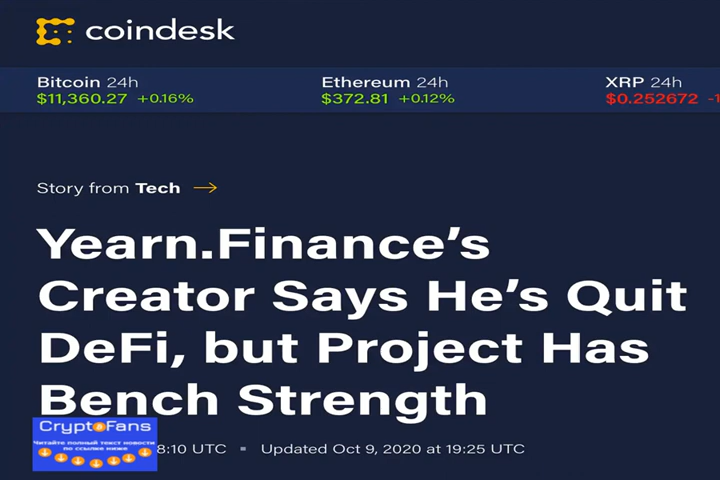 coindesk
Bitcoin 24h Ethereum 24h XRP 24h
$11,360.27 +0.16% $372.81 +0.12% $0.252672
Story from Tech
Yearn.Finance's
Creator Says He's Quit
DeFi, but Project Has
Bench Strength
CryptoFans
Читайте полный текст новости
по ссылке ниже
8:10 UTC Updated Oct 9, 2020 at 19:25 UTC